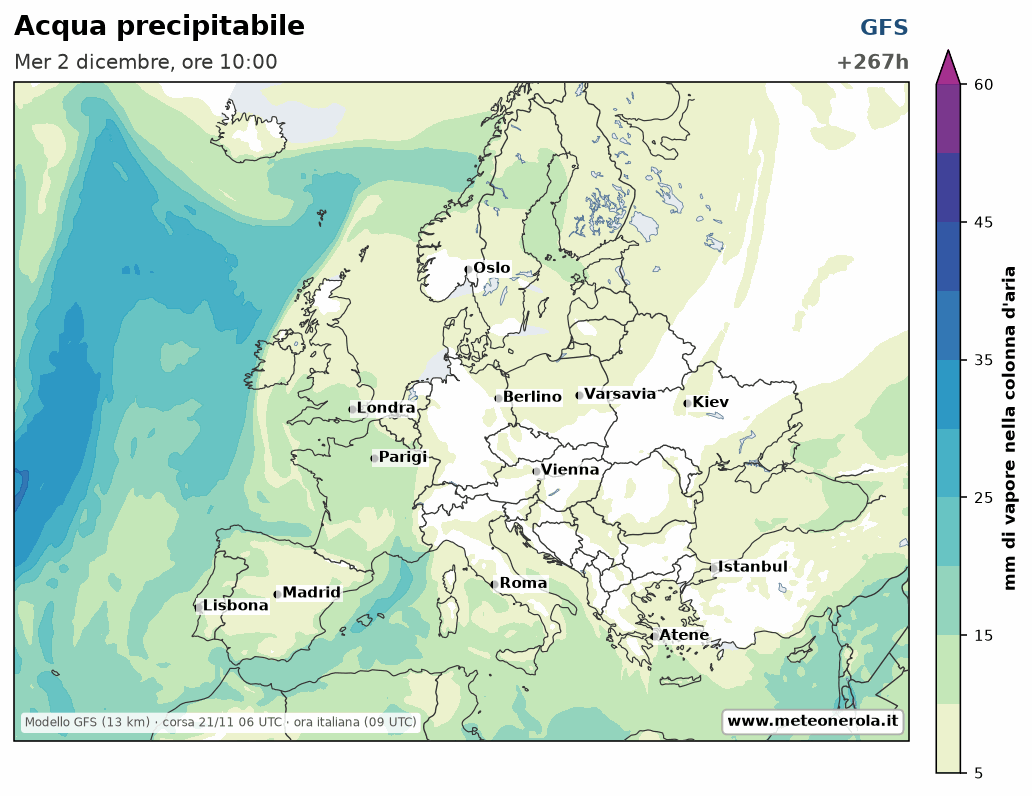 Acqua precipitabile
GFS
Mer 2 dicembre, ore 10:00
+267h
60
45
35
25
15
5
mm di vapore nella colonna d'aria
Oslo
Berlino
Varsavia
Kiev
Londra
Parigi
Vienna
Istanbul
Roma
Madrid
Lisbona
Atene
Modello GFS (13 km) · corsa 21/11 06 UTC · ora italiana (09 UTC)
www.meteonerola.it